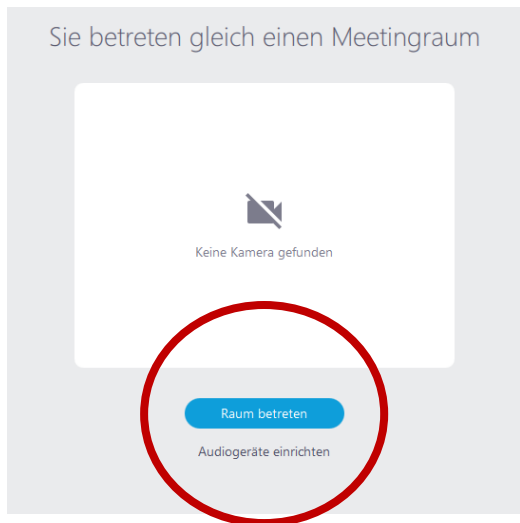 Sie betreten gleich einen Meetingraum
Keine Kamera gefunden
Raum betreten
Audiogeräte einrichten